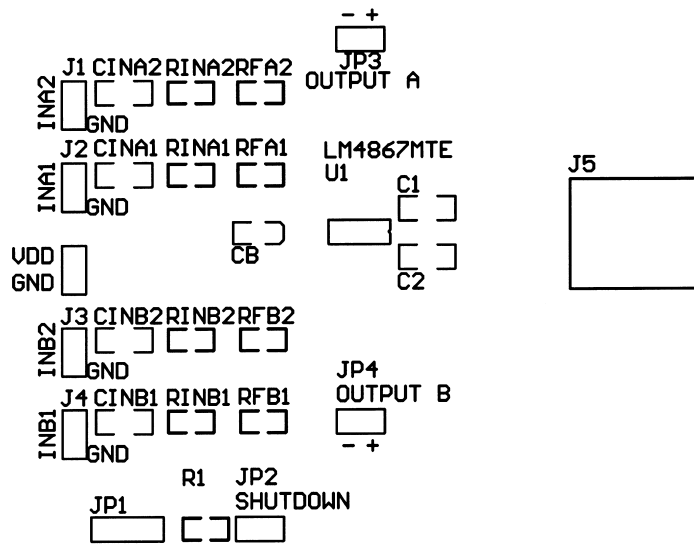 - +
JP3
OUTPUT A
J1 CINA2 RINA2 RFA2
INA2
GND
J2 CINA1 RINA1 RFA1
INA1
GND
LM4867MTE
U1
C1
J5
CB
C2
VDD
GND
J3 CINB2 RINB2 RFB2
INB2
GND
JP4
OUTPUT B
- +
J4 CINB1 RINB1 RFB1
INB1
GND
R1
JP2
SHUTDOWN
JP1